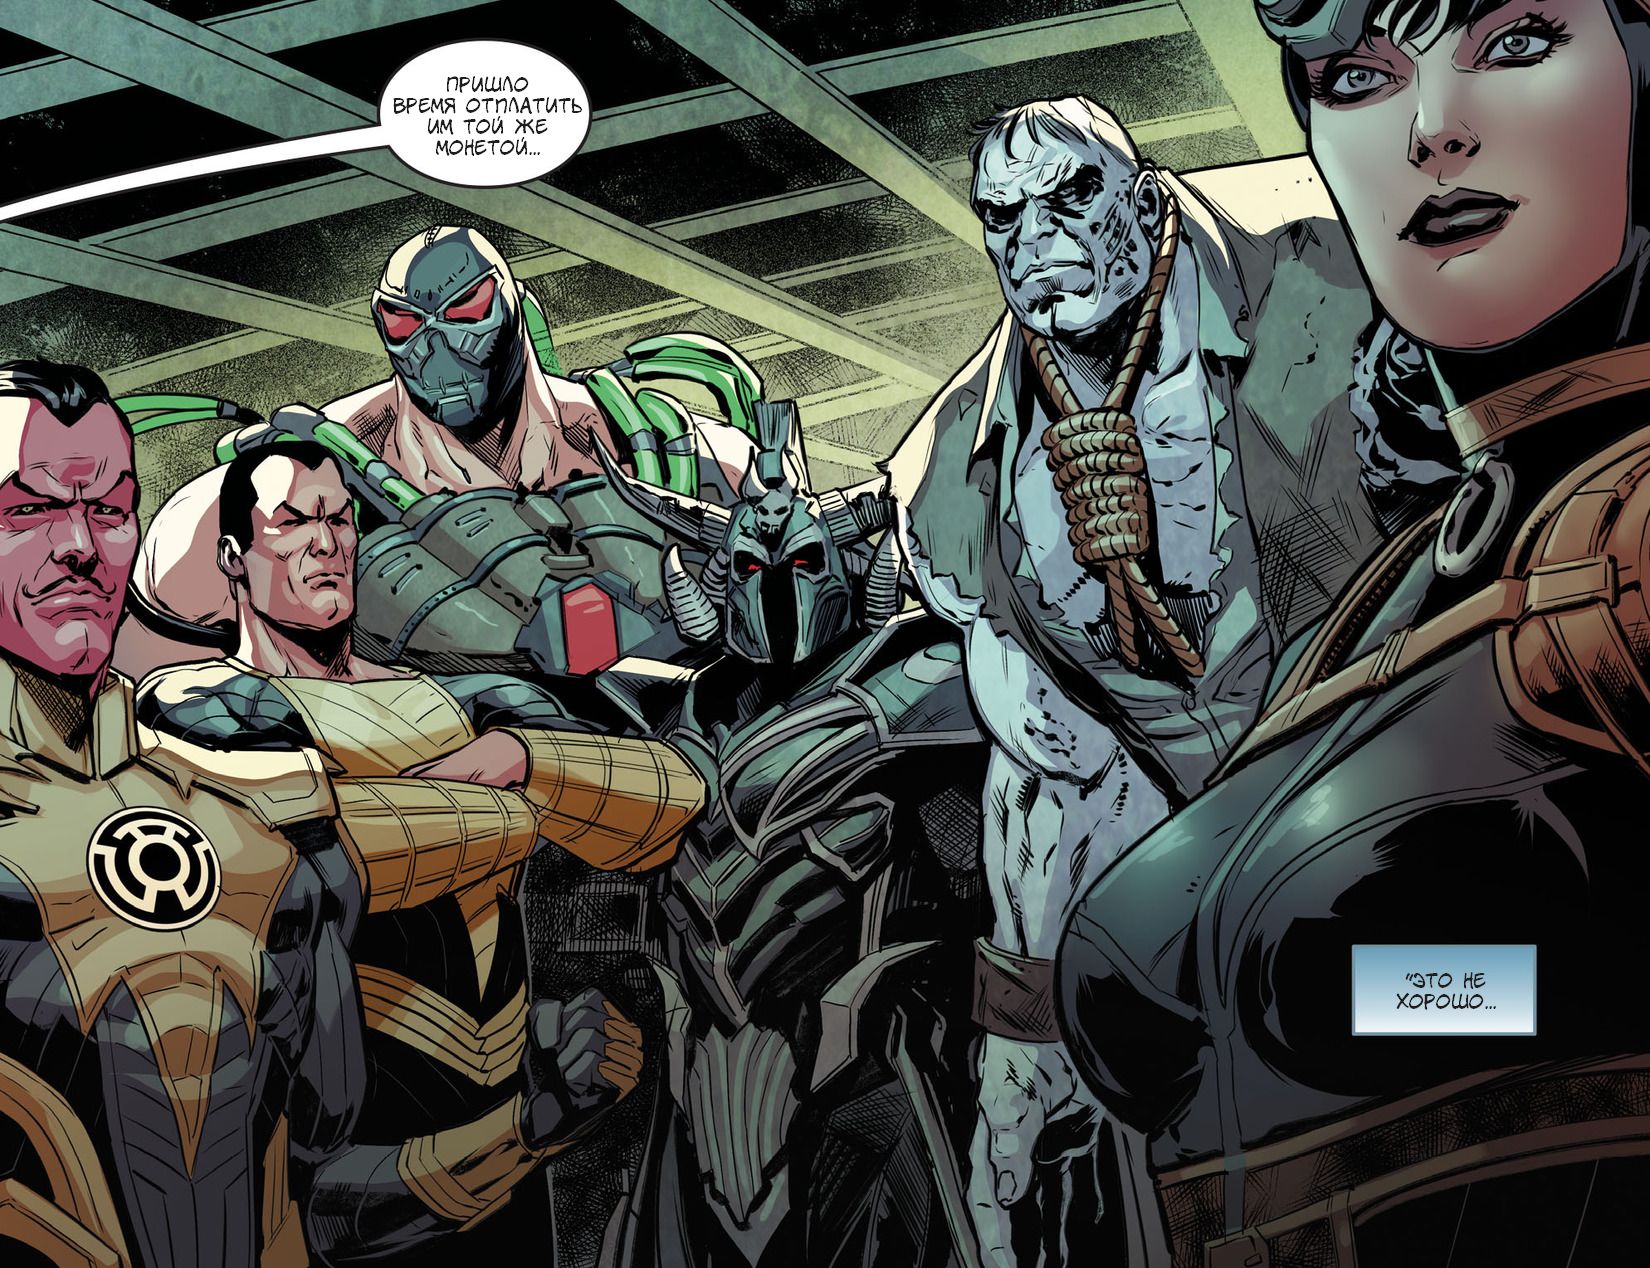 ПРИШЛО
ВРЕМЯ ОТПЛАТИТЬ
ИМ ТОЙ ЖЕ
МОНЕТОЙ...
"ЭТО НЕ
ХОРОШО...